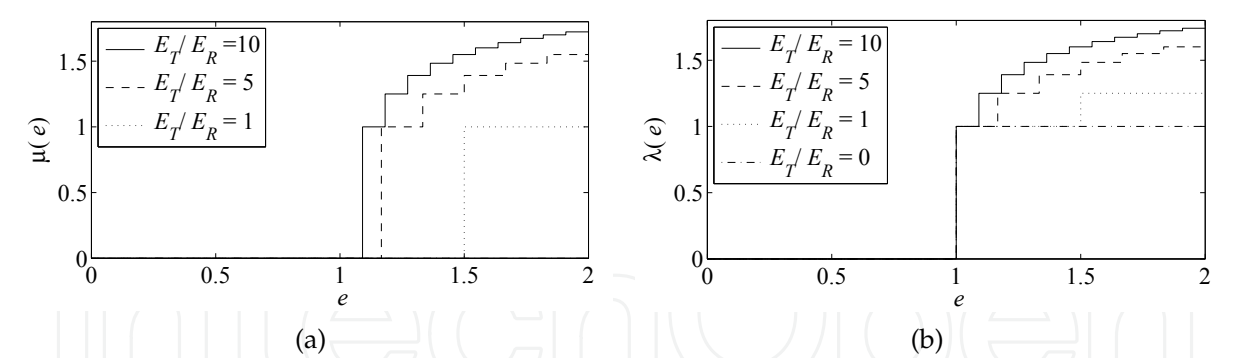 μ(e)
1.5
1
0.5
0
E_T/E_R = 10
E_T/E_R = 5
E_T/E_R = 1
0 0.5 1 1.5 2
e
(a)
λ(e)
1.5
1
0.5
0
E_T/E_R = 10
E_T/E_R = 5
E_T/E_R = 1
E_T/E_R = 0
0 0.5 1 1.5 2
e
(b)